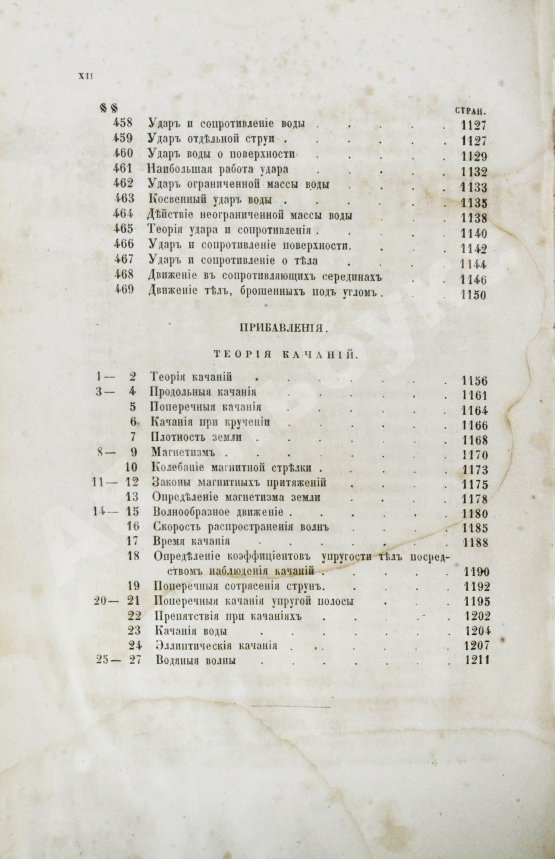 XII
§§ СТРАН.
458 Ударъ и сопротивленіе воды . . . . . 1127
459 Ударъ отдѣльной струи . . . . . . 1127
460 Ударъ воды о поверхности . . . . . 1129
461 Наибольшая работа удара . . . . . 1132
462 Ударъ ограниченной массы воды . . . . 1133
463 Косвенный ударъ воды . . . . . . 1135
464 Дѣйствіе неограниченной массы воды . . . . 1138
465 Теорія удара и сопротивленія . . . . . 1140
466 Ударъ и сопротивленіе поверхности. . . . 1142
467 Ударъ и сопротивленіе о тѣла . . . . . 1144
468 Движеніе въ сопротивляющихъ серединахъ . . . 1146
469 Движеніе тѣлъ, брошенныхъ подъ угломъ . . . 1150
ПРИБАВЛЕНІЯ.
ТЕОРІЯ КАЧАНІЙ.
1 — 2 Теорія качаній . . . . . . . 1156
3 — 4 Продольныя качанія . . . . . . 1161
5 Поперечныя качанія . . . . . . 1164
6 Качанія при крученіи . . . . . . 1166
7 Плотность земли . . . . . . . 1168
8 — 9 Магнетизмъ . . . . . . . . 1170
10 Колебаніе магнитной стрѣлки . . . . . 1173
11 — 12 Законы магнитныхъ притяженій . . . . 1175
13 Опредѣленіе магнетизма земли . . . . 1178
14 — 15 Волнообразное движеніе . . . . . . 1180
16 Скорость распространенія волнъ . . . . 1185
17 Время качанія . . . . . . . 1188
18 Опредѣленіе коэффиціентовъ упругости тѣлъ посред-
ствомъ наблюденія качаній . . . . . 1190
19 Поперечныя сотрясенія струнъ . . . . . 1192
20 — 21 Поперечныя качанія упругой полосы . . . . 1195
22 Препятствія при качаніяхъ . . . . . 1202
23 Качанія воды . . . . . . . 1204
24 Эллиптическія качанія . . . . . . 1207
25 — 27 Водяныя волны . . . . . . . 1211